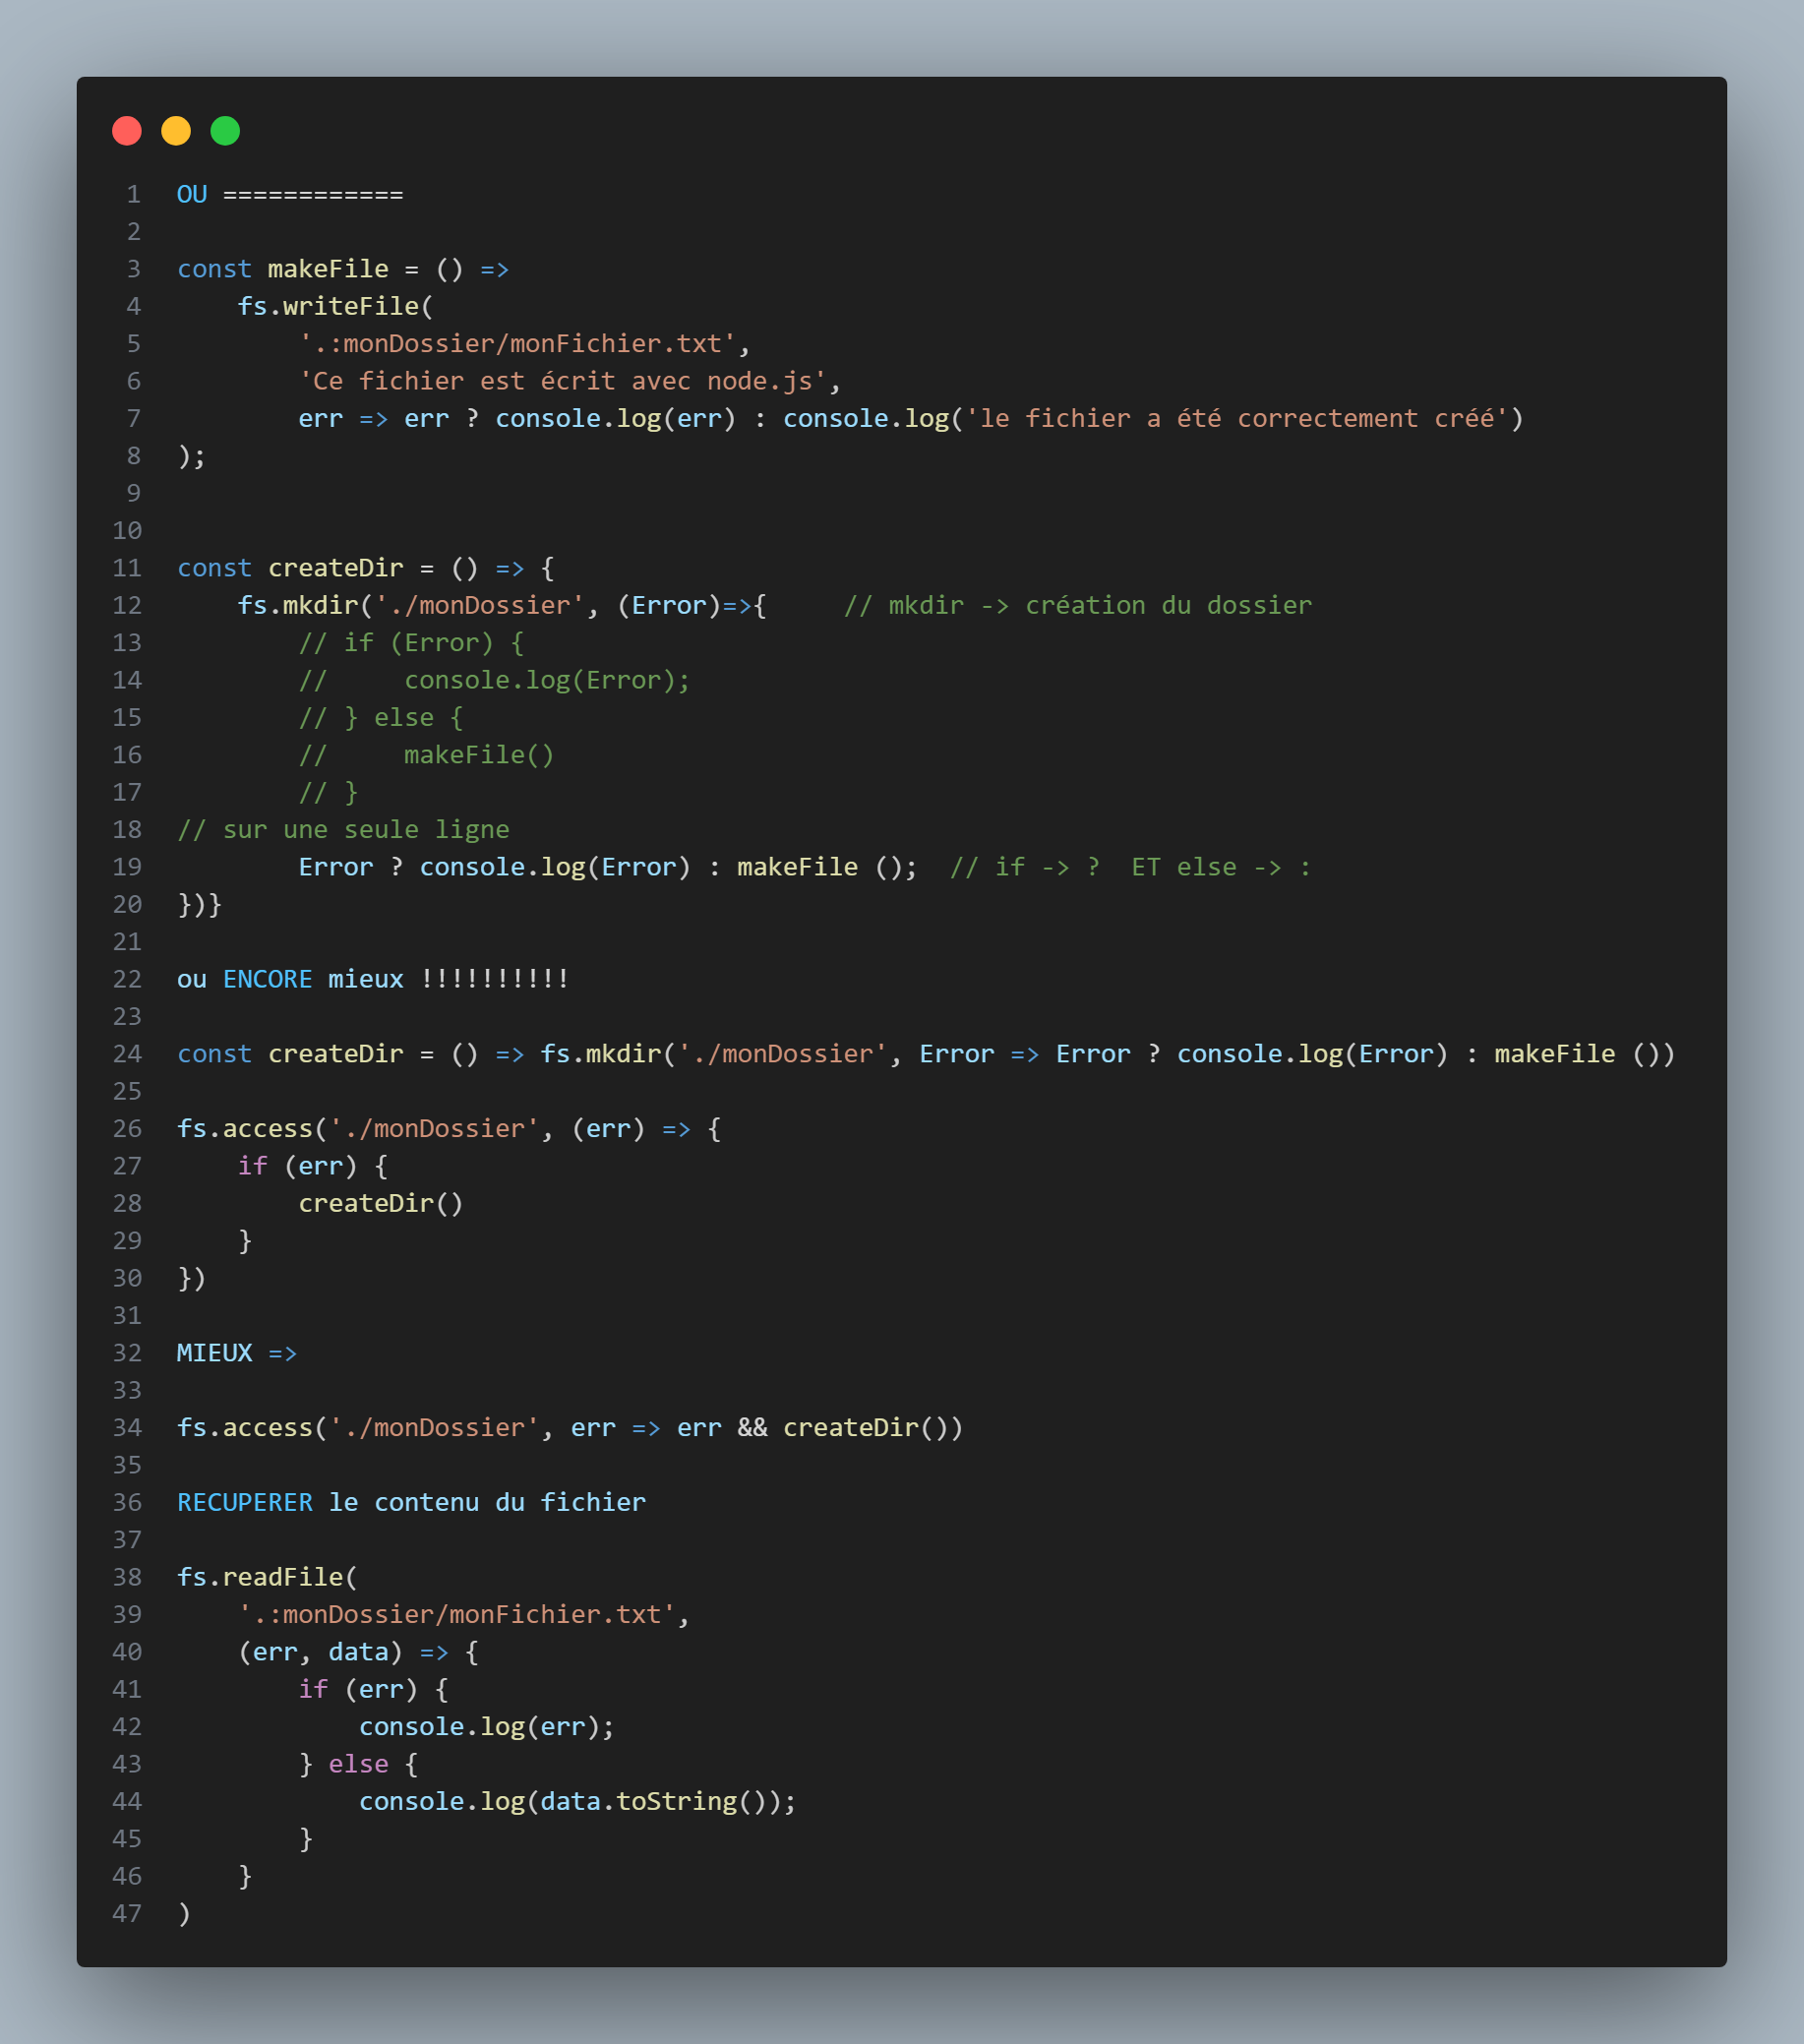 1 OU ============
2
3 const makeFile = () =>
4     fs.writeFile(
5         '.:monDossier/monFichier.txt',
6         'Ce fichier est écrit avec node.js',
7         err => err ? console.log(err) : console.log('le fichier a été correctement créé')
8 );
9
10
11 const createDir = () => {
12     fs.mkdir('./monDossier', (Error)=>{     // mkdir -> création du dossier
13         // if (Error) {
14         //     console.log(Error);
15         // } else {
16         //     makeFile()
17         // }
18 // sur une seule ligne
19         Error ? console.log(Error) : makeFile ();  // if -> ?  ET else -> :
20 })}
21
22 ou ENCORE mieux !!!!!!!!!!
23
24 const createDir = () => fs.mkdir('./monDossier', Error => Error ? console.log(Error) : makeFile ())
25
26 fs.access('./monDossier', (err) => {
27     if (err) {
28         createDir()
29     }
30 })
31
32 MIEUX =>
33
34 fs.access('./monDossier', err => err && createDir())
35
36 RECUPERER le contenu du fichier
37
38 fs.readFile(
39     '.:monDossier/monFichier.txt',
40     (err, data) => {
41         if (err) {
42             console.log(err);
43         } else {
44             console.log(data.toString());
45         }
46     }
47 )